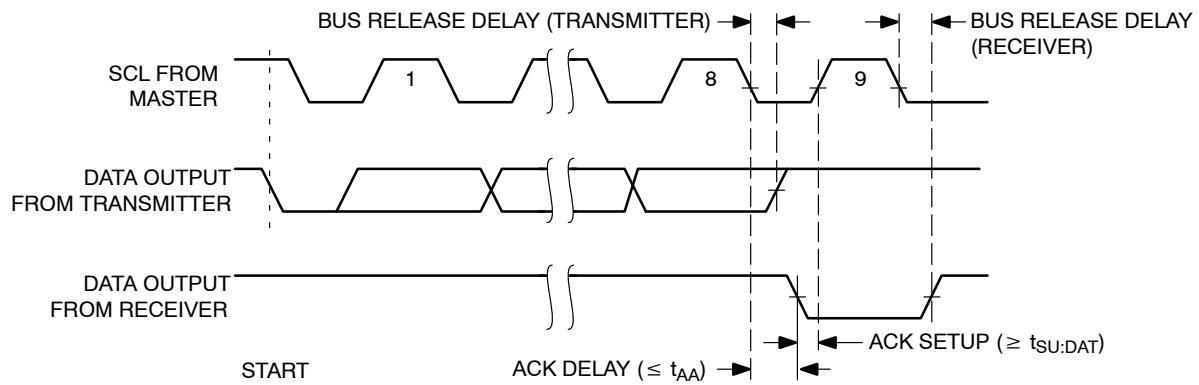 BUS RELEASE DELAY (TRANSMITTER)
BUS RELEASE DELAY
(RECEIVER)
SCL FROM
MASTER
1
8
9
DATA OUTPUT
FROM TRANSMITTER
DATA OUTPUT
FROM RECEIVER
START
ACK DELAY (≤ tAA)
ACK SETUP (≥ tSU:DAT)